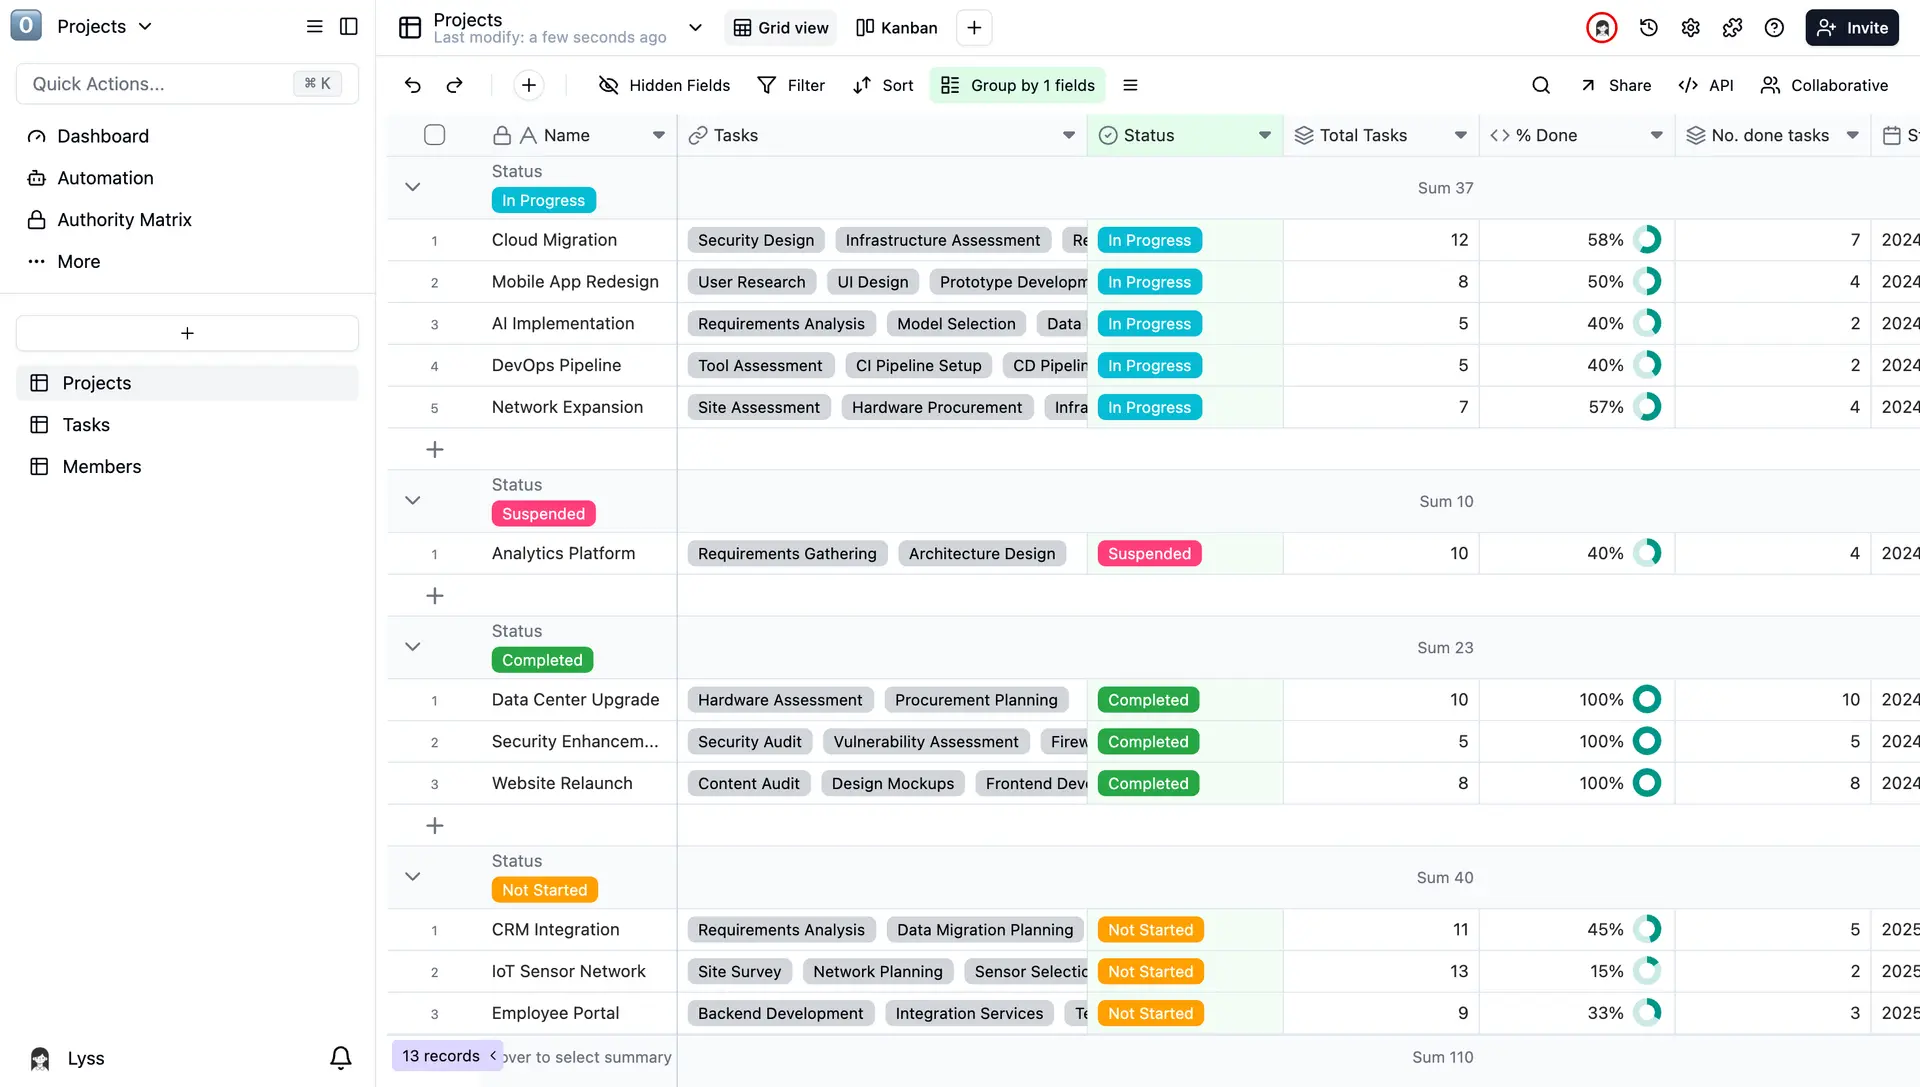 Projects
Quick Actions...
⌘ K
Dashboard
Automation
Authority Matrix
More
Projects
Tasks
Members
Lyss
Projects
Last modify: a few seconds ago
Grid view
Kanban
Invite
Hidden Fields
Filter
Sort
Group by 1 fields
Share
API
Collaborative
Name Tasks Status Total Tasks % Done No. done tasks
Status
In Progress
Sum 37
1 Cloud Migration Security Design Infrastructure Assessment Re In Progress 12 58% 7 2024
2 Mobile App Redesign User Research UI Design Prototype Developm In Progress 8 50% 4 2024
3 AI Implementation Requirements Analysis Model Selection Data In Progress 5 40% 2 2024
4 DevOps Pipeline Tool Assessment CI Pipeline Setup CD Pipelin In Progress 5 40% 2 2024
5 Network Expansion Site Assessment Hardware Procurement Infra In Progress 7 57% 4 2024
Status
Suspended
Sum 10
1 Analytics Platform Requirements Gathering Architecture Design Suspended 10 40% 4 2024
Status
Completed
Sum 23
1 Data Center Upgrade Hardware Assessment Procurement Planning Completed 10 100% 10 2024
2 Security Enhancem... Security Audit Vulnerability Assessment Firew Completed 5 100% 5 2024
3 Website Relaunch Content Audit Design Mockups Frontend Dev Completed 8 100% 8 2024
Status
Not Started
Sum 40
1 CRM Integration Requirements Analysis Data Migration Planning Not Started 11 45% 5 2025
2 IoT Sensor Network Site Survey Network Planning Sensor Selectio Not Started 13 15% 2 2025
3 Employee Portal Backend Development Integration Services Te Not Started 9 33% 3 2025
13 records over to select summary Sum 110